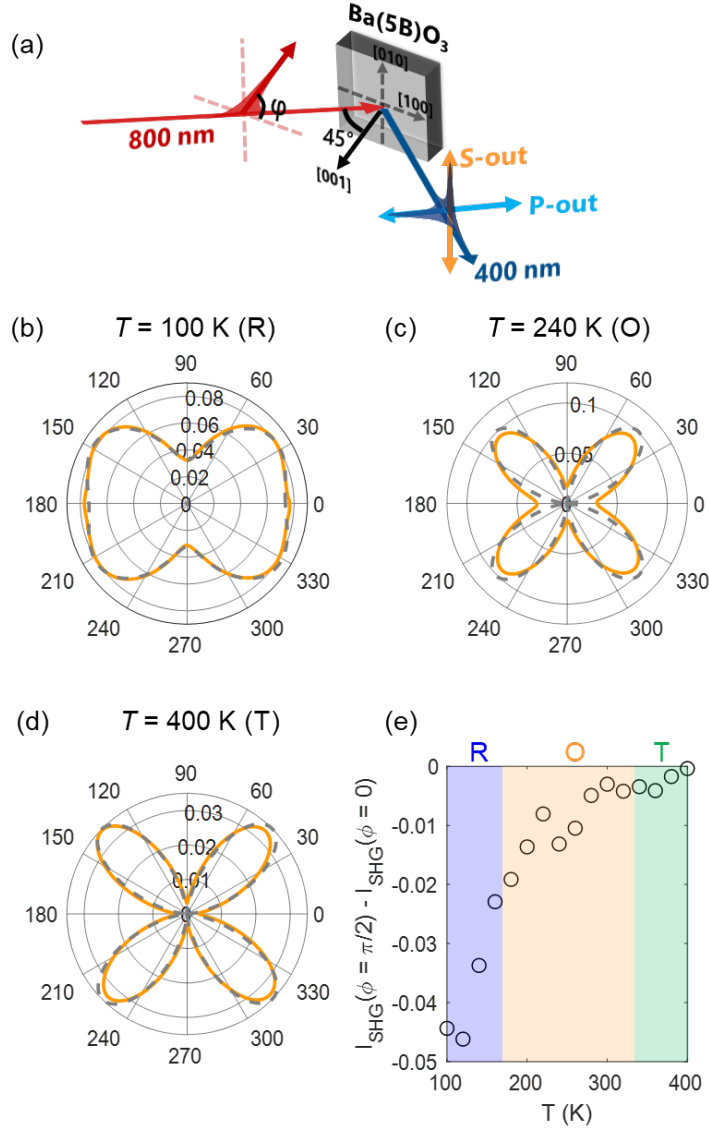 (a)
Ba(5B)O₃
[010]
[100]
φ
800 nm
45°
[001]
S-out
P-out
400 nm
(b) T = 100 K (R)
90
120 60
150 30
180 0
210 330
240 300
270
0.08
0.06
0.04
0.02
0
(c) T = 240 K (O)
90
120 60
150 30
180 0
210 330
240 300
270
0.1
0.05
0
(d) T = 400 K (T)
90
120 60
150 30
180 0
210 330
240 300
270
0.03
0.02
0.01
0
(e)
R O T
I_SHG(ϕ = π/2) - I_SHG(ϕ = 0)
0
-0.01
-0.02
-0.03
-0.04
-0.05
100 200 300 400
T (K)